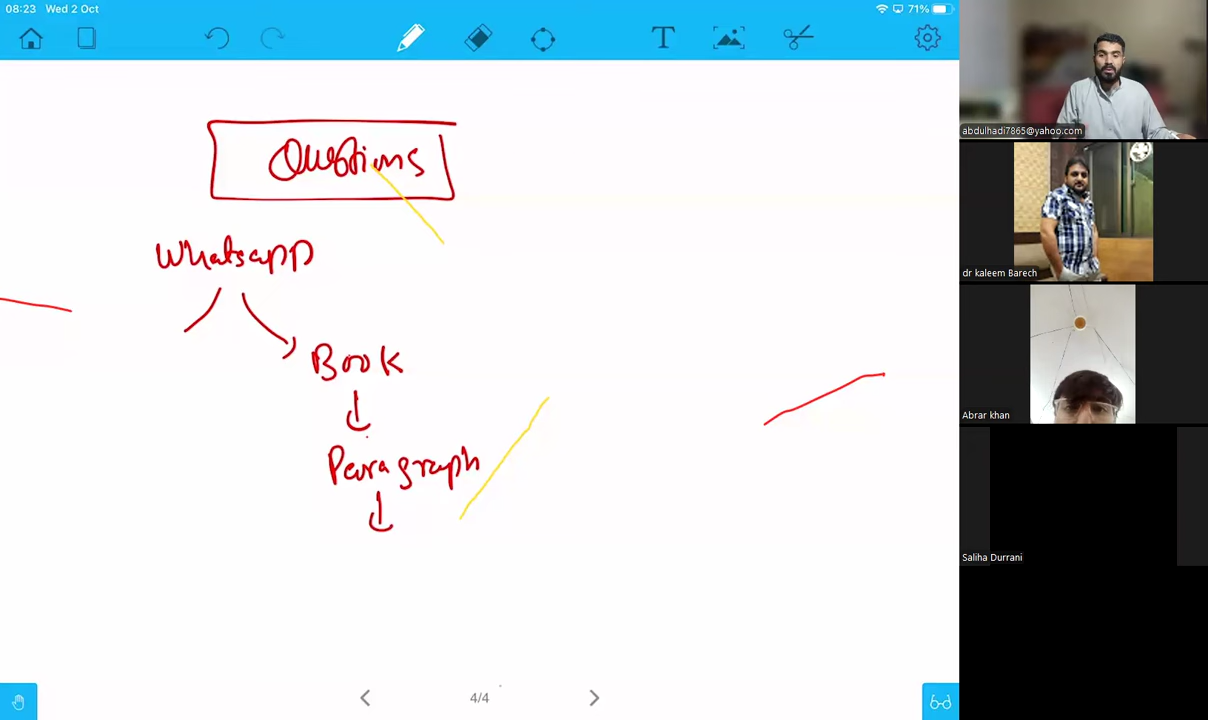 08:23 Wed 2 Oct
71%
T
Questions
Whatsapp
Book
Paragraph
4/4
abdulhadi7865@yahoo.com
dr kaleem Barech
Abrar khan
Saliha Durrani